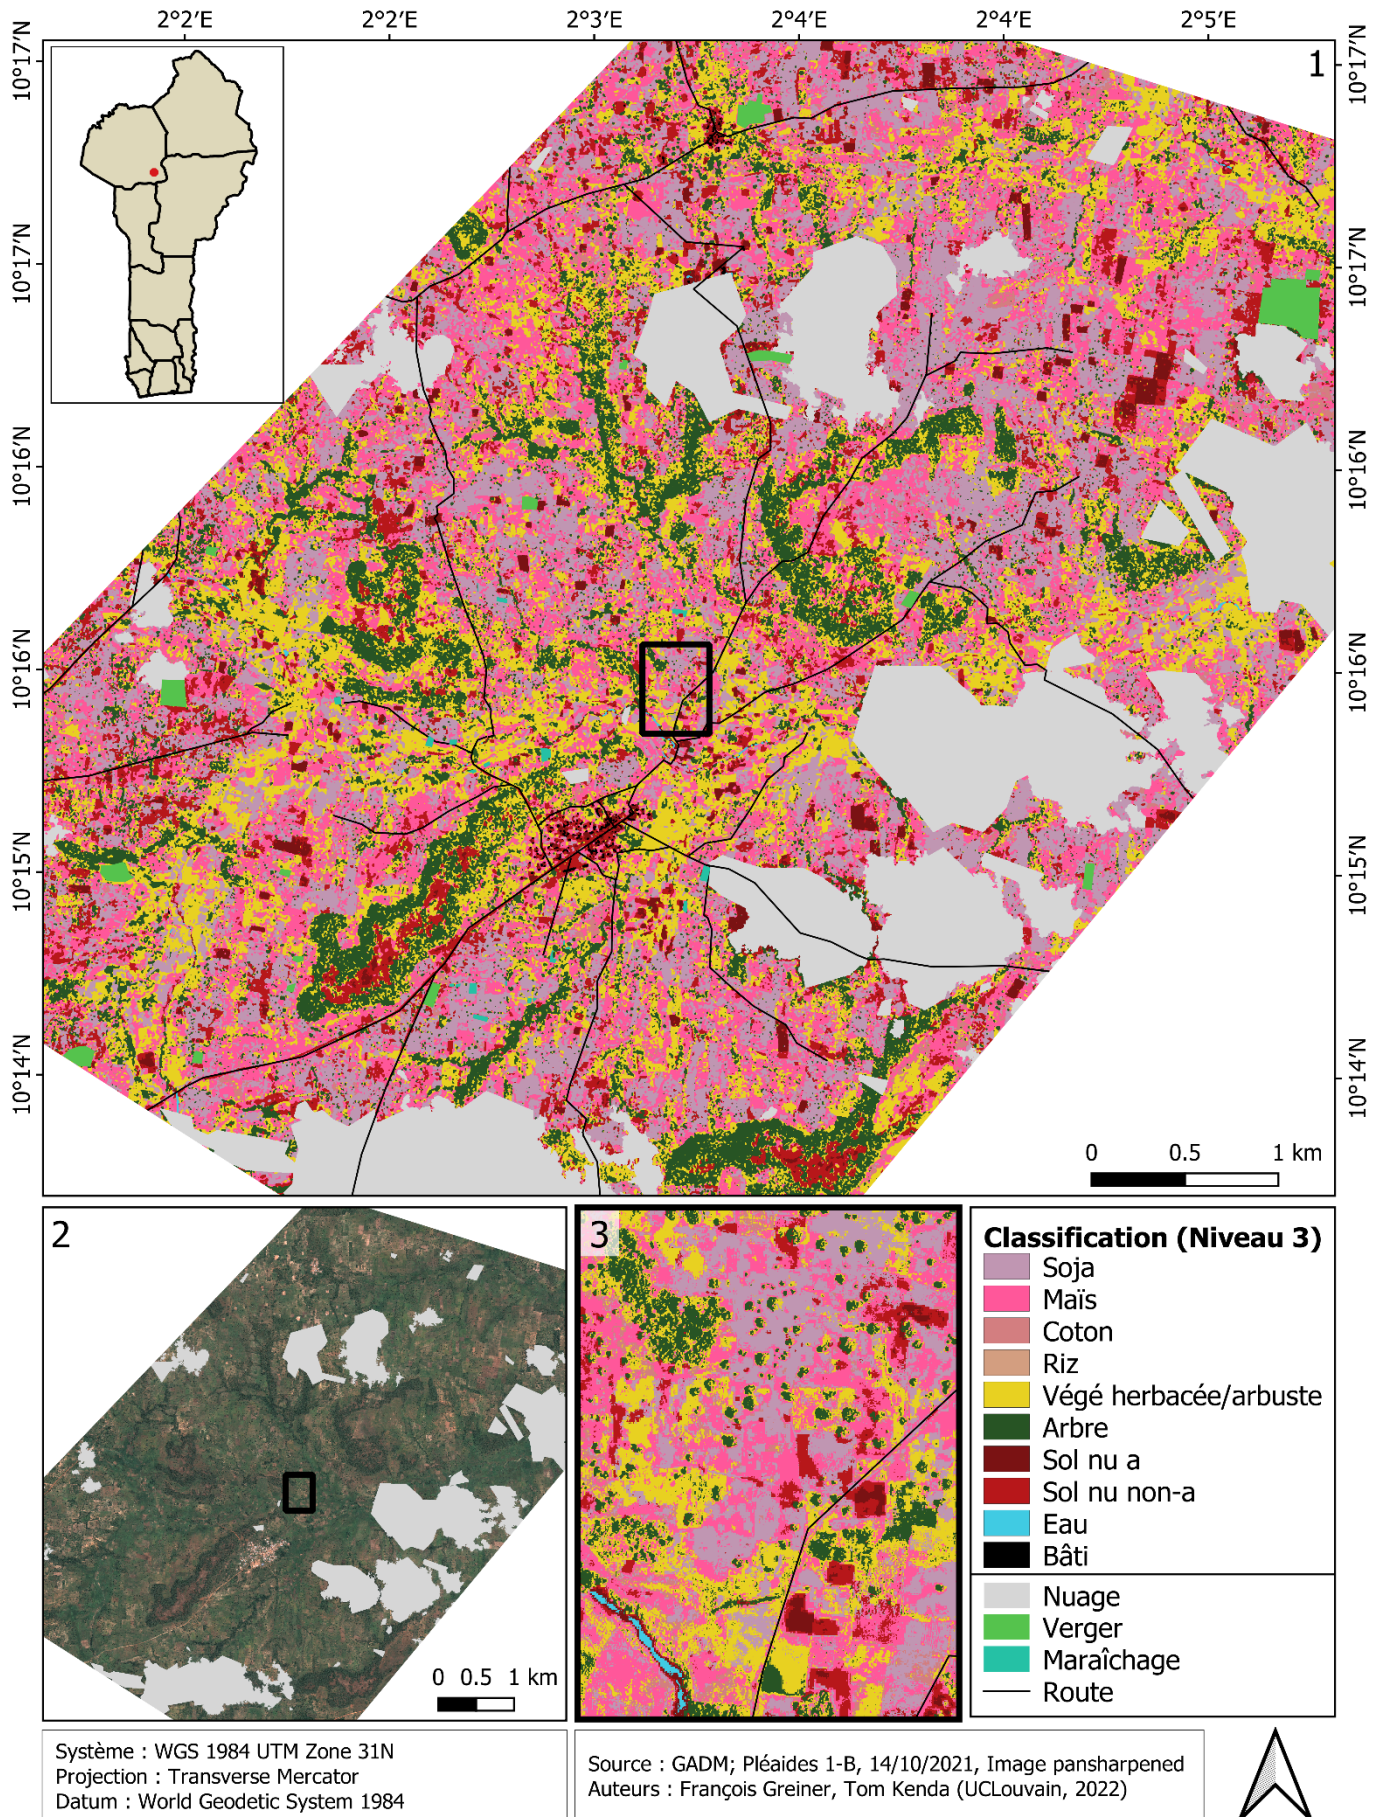 2°2′E 2°2′E 2°3′E 2°4′E 2°4′E 2°5′E
1
10°17′N 10°17′N
10°17′N 10°17′N
10°16′N 10°16′N
10°16′N 10°16′N
10°15′N 10°15′N
10°14′N 10°14′N
0 0.5 1 km
2
0 0.5 1 km
3
Classification (Niveau 3)
Soja
Maïs
Coton
Riz
Végé herbacée/arbuste
Arbre
Sol nu a
Sol nu non-a
Eau
Bâti
Nuage
Verger
Maraîchage
Route
Système : WGS 1984 UTM Zone 31N
Projection : Transverse Mercator
Datum : World Geodetic System 1984
Source : GADM; Pléaides 1-B, 14/10/2021, Image pansharpened
Auteurs : François Greiner, Tom Kenda (UCLouvain, 2022)